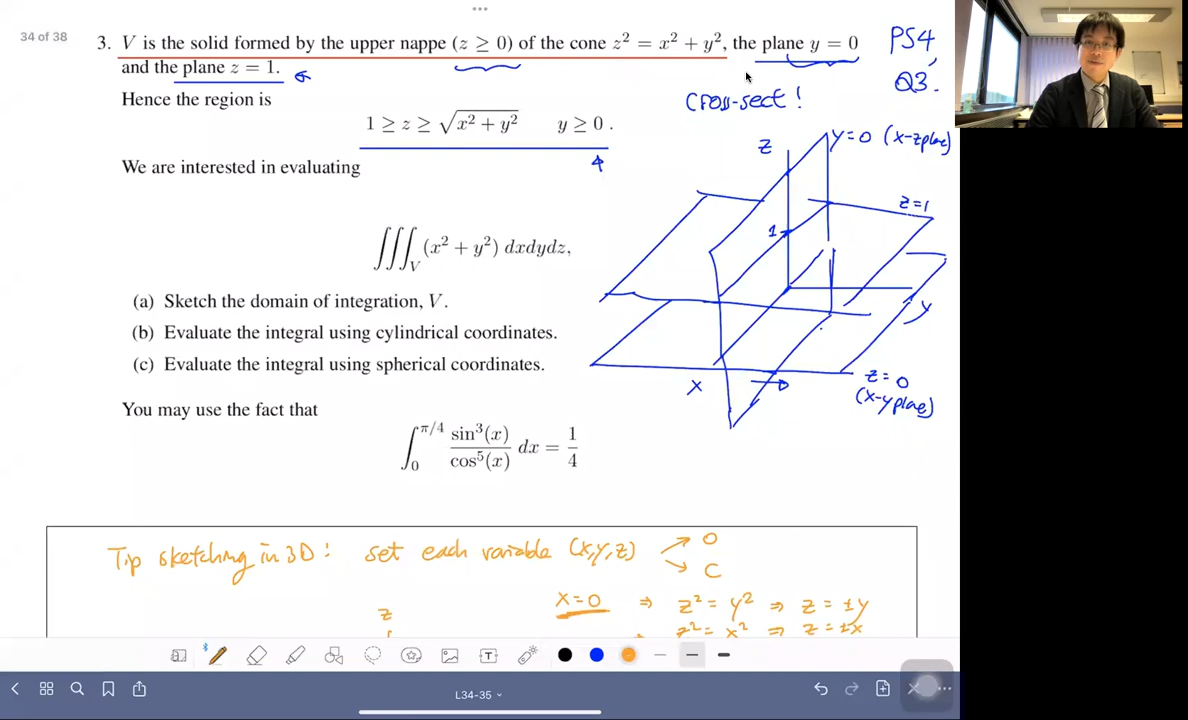 34 of 38
3. V is the solid formed by the upper nappe (z ≥ 0) of the cone z² = x² + y², the plane y = 0
and the plane z = 1.
PS4,
Q3.
Hence the region is
cross-sect!
1 ≥ z ≥ √(x² + y²)    y ≥ 0 .
We are interested in evaluating
∭_V (x² + y²) dxdydz,
(a) Sketch the domain of integration, V.
(b) Evaluate the integral using cylindrical coordinates.
(c) Evaluate the integral using spherical coordinates.
You may use the fact that
∫₀^{π/4} sin³(x)/cos⁵(x) dx = 1/4
z
y=0 (x-z plane)
z=1
1
y
x
z=0
(x-y plane)
Tip sketching in 3D: set each variable (x,y,z)
0
C
x=0 ⇒ z² = y² ⇒ z = ±y
z
z² = x² ⇒ z = ±x
T
L34-35